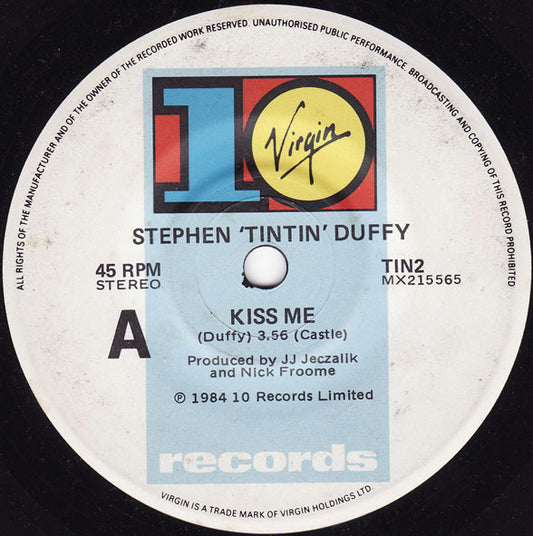 ALL RIGHTS OF THE MANUFACTURER AND OF THE OWNER OF THE RECORDED WORK RESERVED. UNAUTHORISED PUBLIC PERFORMANCE, BROADCASTING AND COPYING OF THIS RECORD PROHIBITED
10
Virgin
STEPHEN 'TINTIN' DUFFY
45 RPM
STEREO
TIN2
MX215565
A
KISS ME
(Duffy) 3.56 (Castle)
Produced by JJ Jeczalik
and Nick Froome
℗ 1984 10 Records Limited
records
VIRGIN IS A TRADE MARK OF VIRGIN HOLDINGS LTD.